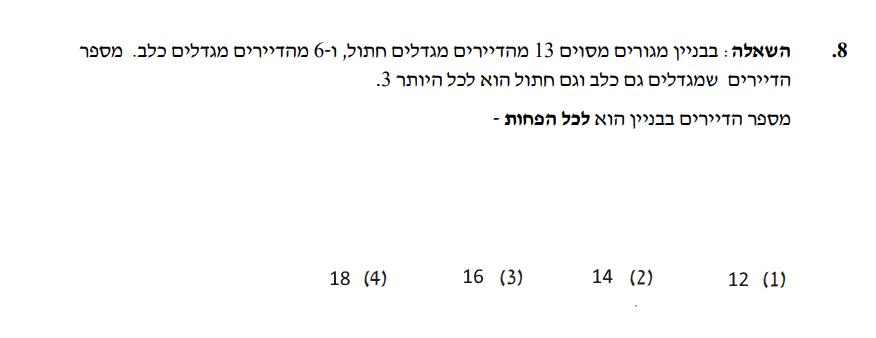 8. השאלה: בבניין מגורים מסוים 13 מהדיירים מגדלים חתול, ו-6 מהדיירים מגדלים כלב. מספר
הדיירים שמגדלים גם כלב וגם חתול הוא לכל היותר 3.
מספר הדיירים בבניין הוא לכל הפחות -
(1) 12 (2) 14 (3) 16 (4) 18